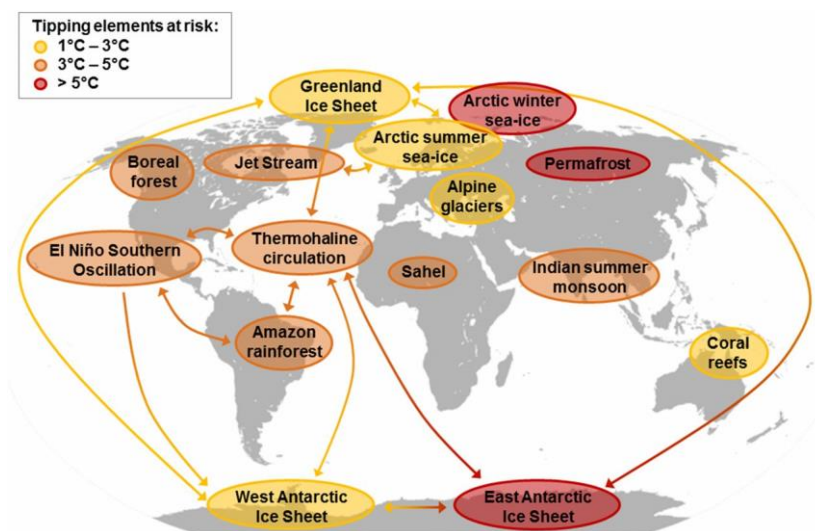 Tipping elements at risk:
1°C – 3°C
3°C – 5°C
> 5°C
Greenland
Ice Sheet
Arctic winter
sea-ice
Arctic summer
sea-ice
Boreal
forest
Jet Stream
Permafrost
Alpine
glaciers
El Niño Southern
Oscillation
Thermohaline
circulation
Sahel
Indian summer
monsoon
Amazon
rainforest
Coral
reefs
West Antarctic
Ice Sheet
East Antarctic
Ice Sheet